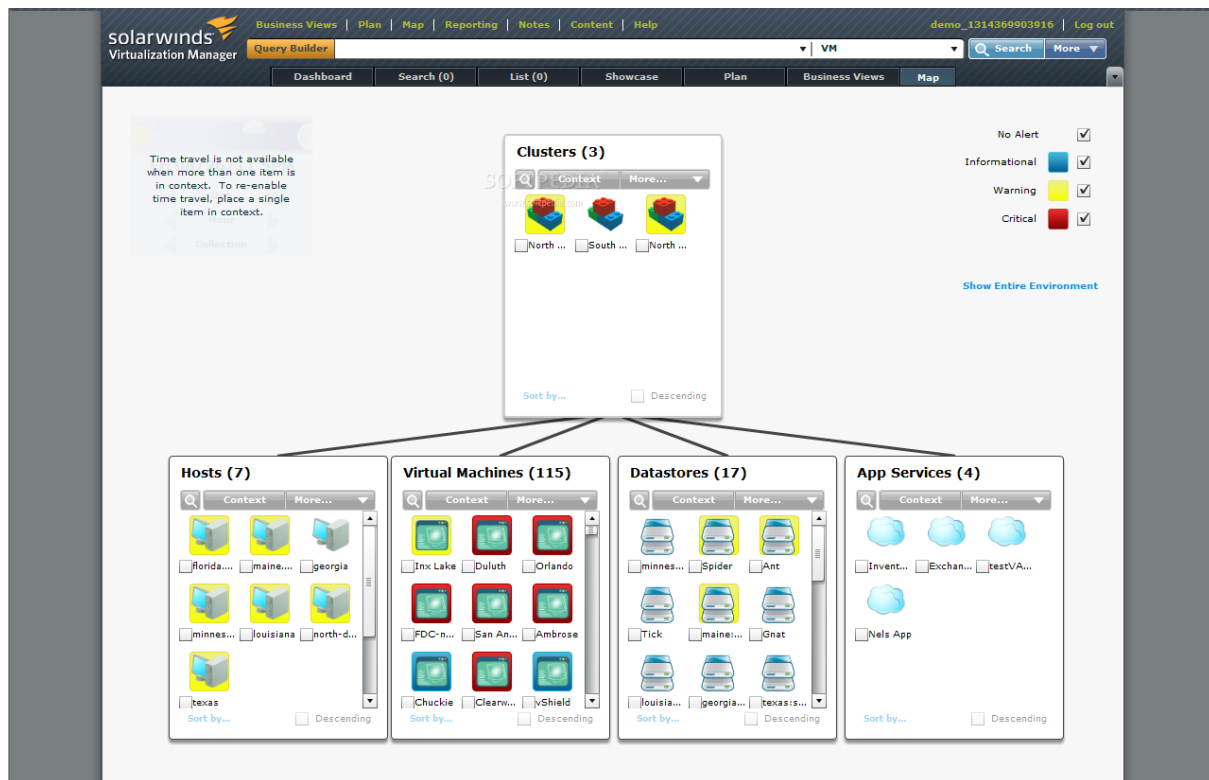 solarwinds
Virtualization Manager
Business Views | Plan | Map | Reporting | Notes | Content | Help
demo_1314369903916 | Log out
Query Builder
VM
Search
More
Dashboard
Search (0)
List (0)
Showcase
Plan
Business Views
Map
Time travel is not available
when more than one item is
in context. To re-enable
time travel, place a single
item in context.
Hour
Collection
No Alert
Informational
Warning
Critical
Show Entire Environment
Clusters (3)
Context
More...
SOFTPEDIA
www.softpedia.com
North ...
South ...
North ...
Sort by...
Descending
Hosts (7)
Context
More...
florida....
maine....
georgia
minnes...
louisiana
north-d...
texas
Sort by...
Descending
Virtual Machines (115)
Context
More...
Inx Lake
Duluth
Orlando
FDC-n...
San An...
Ambrose
Chuckie
Clearw...
vShield
Sort by...
Descending
Datastores (17)
Context
More...
minnes...
Spider
Ant
Tick
maine:...
Gnat
louisia...
georgia...
texas:s...
Sort by...
Descending
App Services (4)
Context
More...
Invent...
Exchan...
testVA...
Nels App
Sort by...
Descending